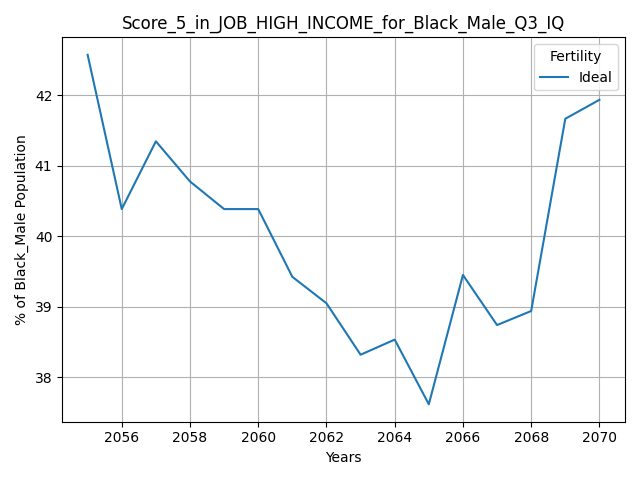 Score_5_in_JOB_HIGH_INCOME_for_Black_Male_Q3_IQ
Fertility
Ideal
% of Black_Male Population
42
41
40
39
38
2056 2058 2060 2062 2064 2066 2068 2070
Years